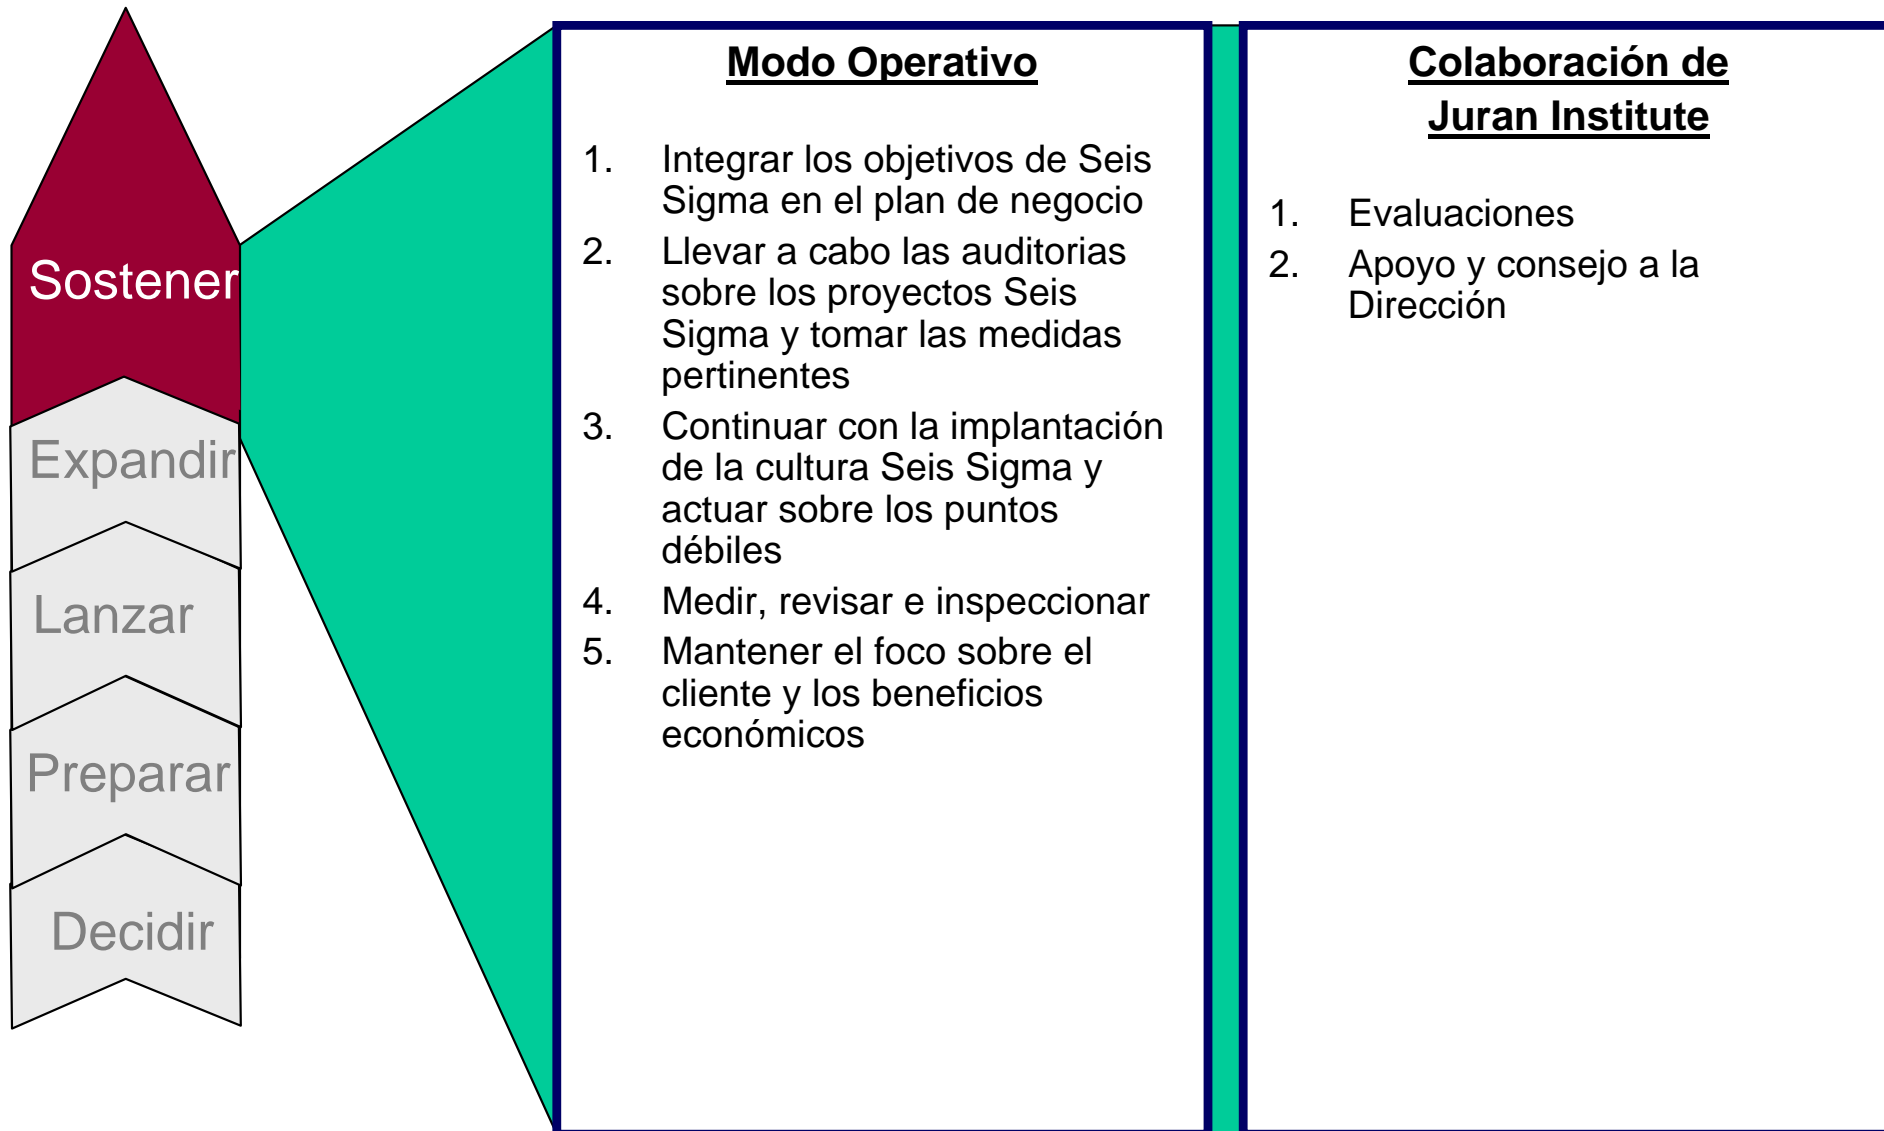 Sostener
Expandir
Lanzar
Preparar
Decidir
Modo Operativo
1. Integrar los objetivos de Seis
Sigma en el plan de negocio
2. Llevar a cabo las auditorias
sobre los proyectos Seis
Sigma y tomar las medidas
pertinentes
3. Continuar con la implantación
de la cultura Seis Sigma y
actuar sobre los puntos
débiles
4. Medir, revisar e inspeccionar
5. Mantener el foco sobre el
cliente y los beneficios
económicos
Colaboración de
Juran Institute
1. Evaluaciones
2. Apoyo y consejo a la
Dirección